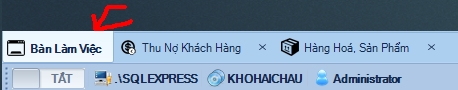 Bàn Làm Việc Thu Nợ Khách Hàng Hàng Hoá, Sản Phẩm
TẮT .\SQLEXPRESS KHOHAICHAU Administrator